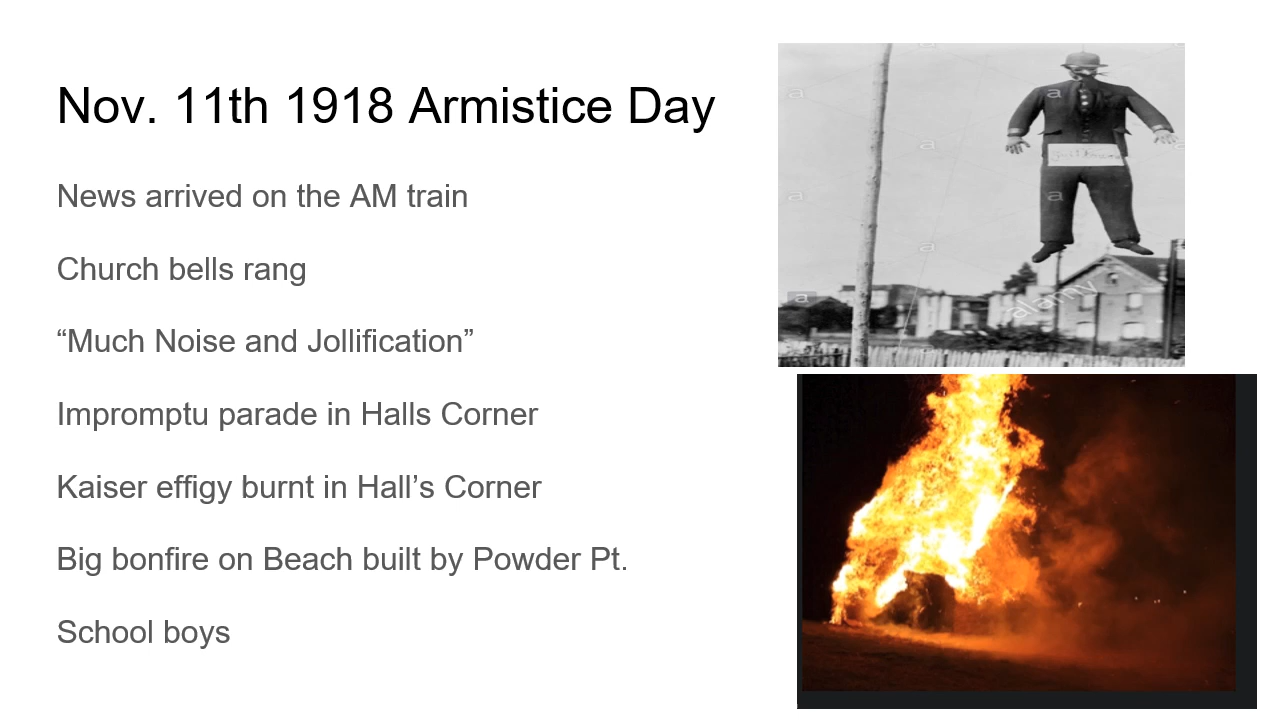 Nov. 11th 1918 Armistice Day
News arrived on the AM train
Church bells rang
“Much Noise and Jollification”
Impromptu parade in Halls Corner
Kaiser effigy burnt in Hall’s Corner
Big bonfire on Beach built by Powder Pt.
School boys
a
alamy